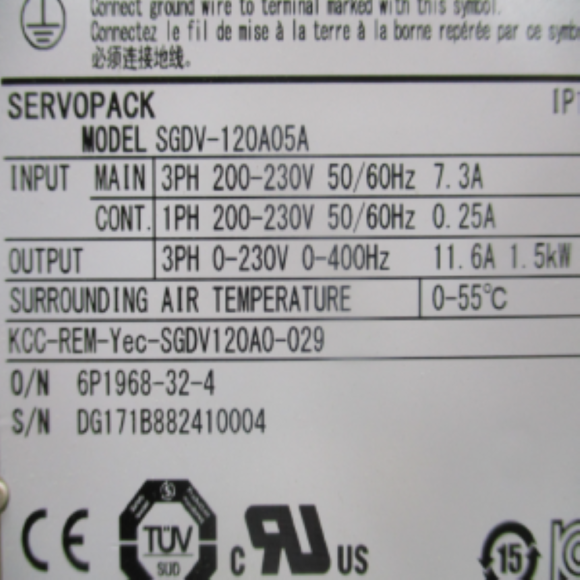 Connect ground wire to terminal marked with this symbol.
Connectez le fil de mise à la terre à la borne repérée par ce
必须连接地线。
SERVOPACK
MODEL SGDV-120A05A
INPUT MAIN 3PH 200-230V 50/60Hz 7.3A
CONT. 1PH 200-230V 50/60Hz 0.25A
OUTPUT 3PH 0-230V 0-400Hz 11.6A 1.5kW
SURROUNDING AIR TEMPERATURE 0-55℃
KCC-REM-Yec-SGDV120A0-029
O/N 6P1968-32-4
S/N DG171B882410004
CE TÜV SUD c RU US 15